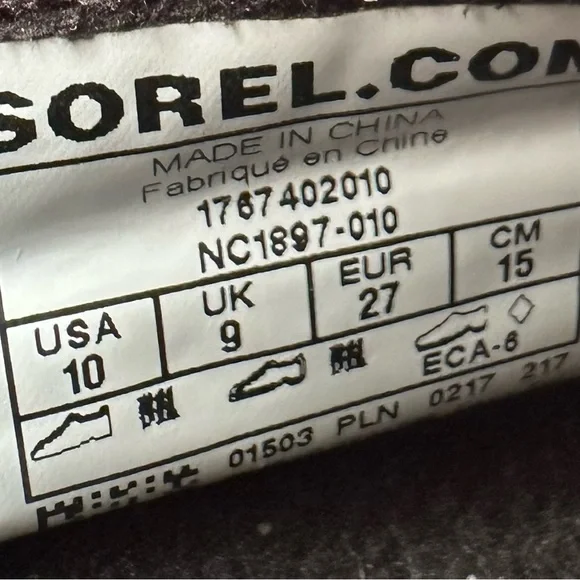 SOREL.COM
MADE IN CHINA
Fabriqué en Chine
1767402010
NC1897-010
USA UK EUR CM
10 9 27 15
ECA-6
01503 PLN 0217 217